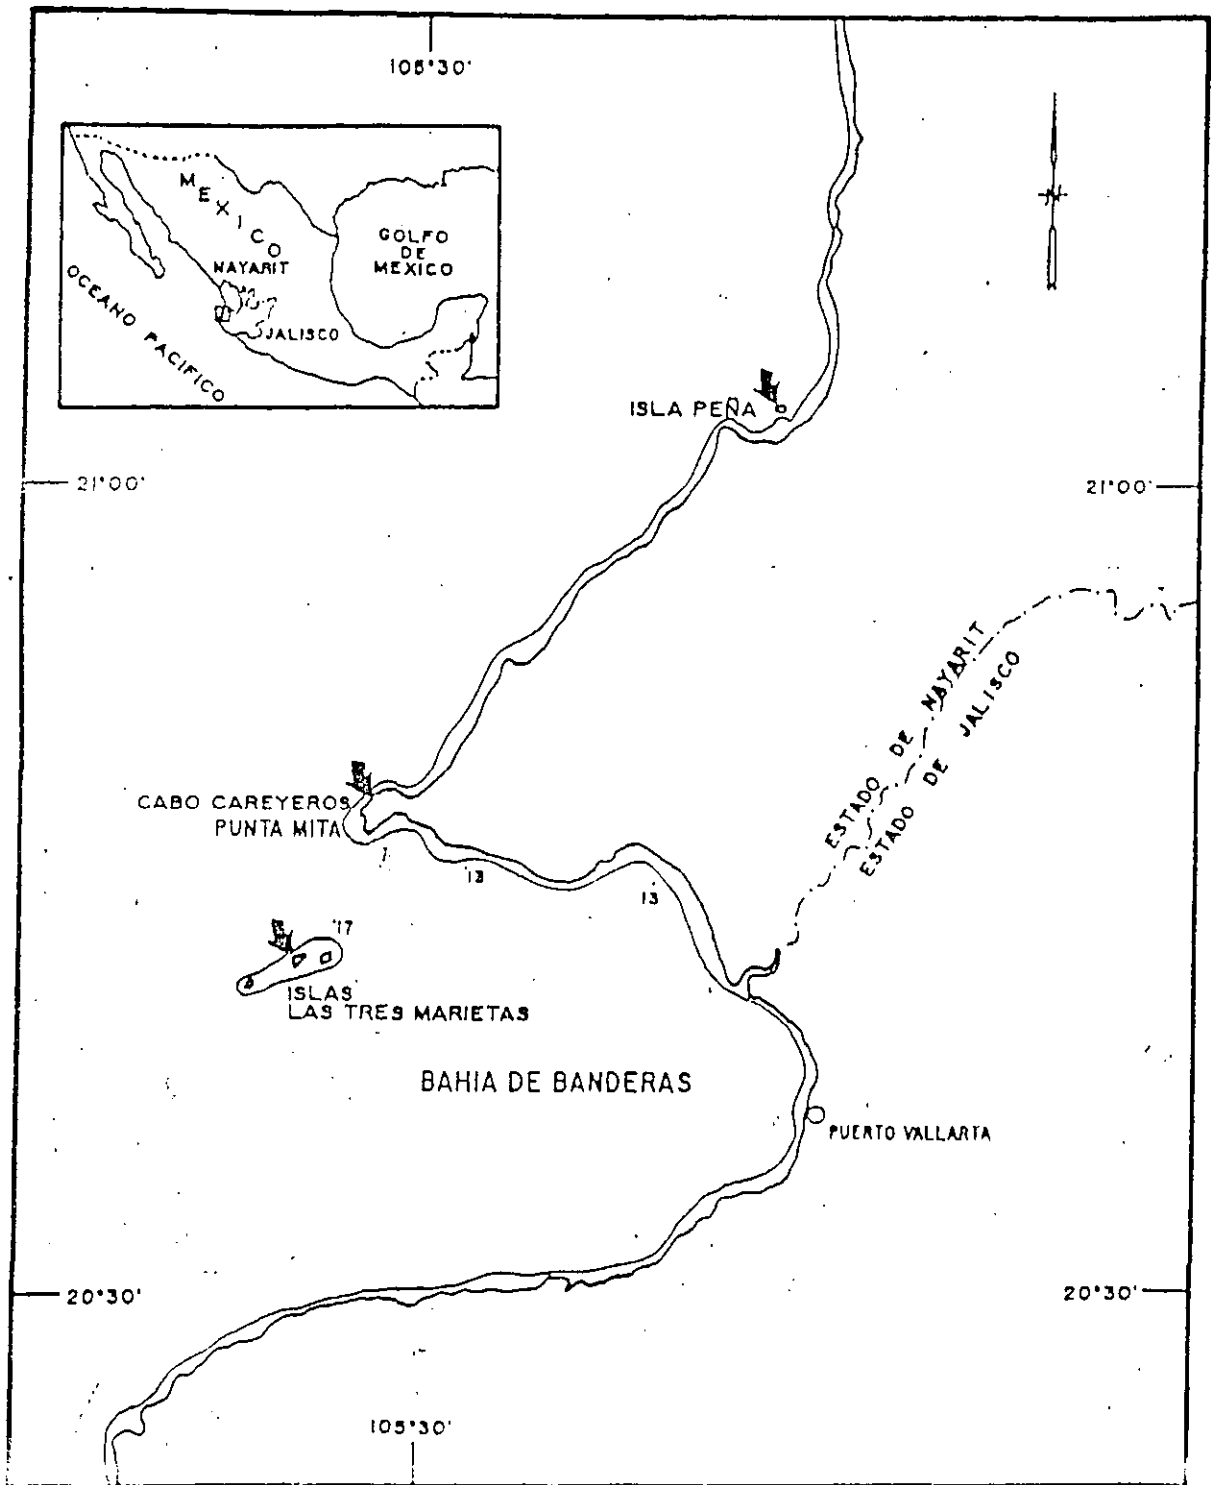 105°30'
MEXICO
GOLFO
DE
MEXICO
NAYARIT
OCEANO PACIFICO
JALISCO
ISLA PEÑA
21°00'
21°00'
ESTADO DE NAYARIT
ESTADO DE JALISCO
CABO CAREYEROS
PUNTA MITA
13
13
17
ISLAS
LAS TRES MARIETAS
BAHIA DE BANDERAS
PUERTO VALLARTA
20°30'
20°30'
105°30'